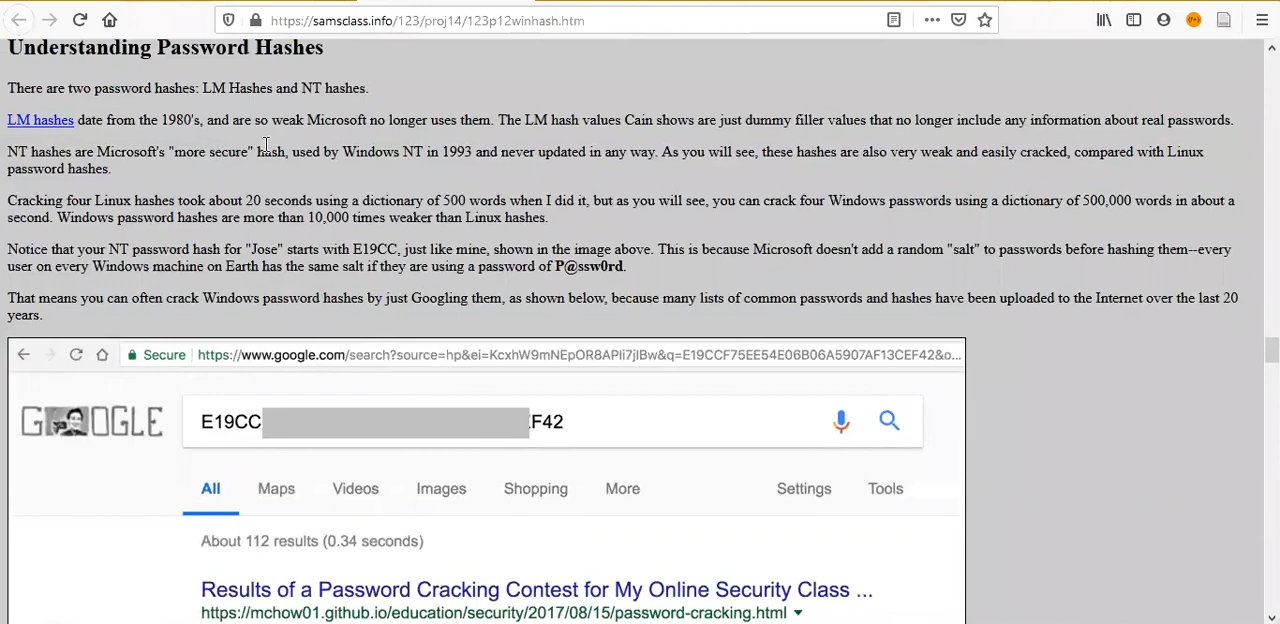 https://samsclass.info/123/proj14/123p12winhash.htm
Understanding Password Hashes
There are two password hashes: LM Hashes and NT hashes.
LM hashes date from the 1980's, and are so weak Microsoft no longer uses them. The LM hash values Cain shows are just dummy filler values that no longer include any information about real passwords.
NT hashes are Microsoft's "more secure" hash, used by Windows NT in 1993 and never updated in any way. As you will see, these hashes are also very weak and easily cracked, compared with Linux
password hashes.
Cracking four Linux hashes took about 20 seconds using a dictionary of 500 words when I did it, but as you will see, you can crack four Windows passwords using a dictionary of 500,000 words in about a
second. Windows password hashes are more than 10,000 times weaker than Linux hashes.
Notice that your NT password hash for "Jose" starts with E19CC, just like mine, shown in the image above. This is because Microsoft doesn't add a random "salt" to passwords before hashing them--every
user on every Windows machine on Earth has the same salt if they are using a password of P@ssw0rd.
That means you can often crack Windows password hashes by just Googling them, as shown below, because many lists of common passwords and hashes have been uploaded to the Internet over the last 20
years.
Secure https://www.google.com/search?source=hp&ei=KcxhW9mNEpOR8APIi7jIBw&q=E19CCF75EE54E06B06A5907AF13CEF42&o...
GOOGLE E19CC F42
All Maps Videos Images Shopping More Settings Tools
About 112 results (0.34 seconds)
Results of a Password Cracking Contest for My Online Security Class ...
https://mchow01.github.io/education/security/2017/08/15/password-cracking.html